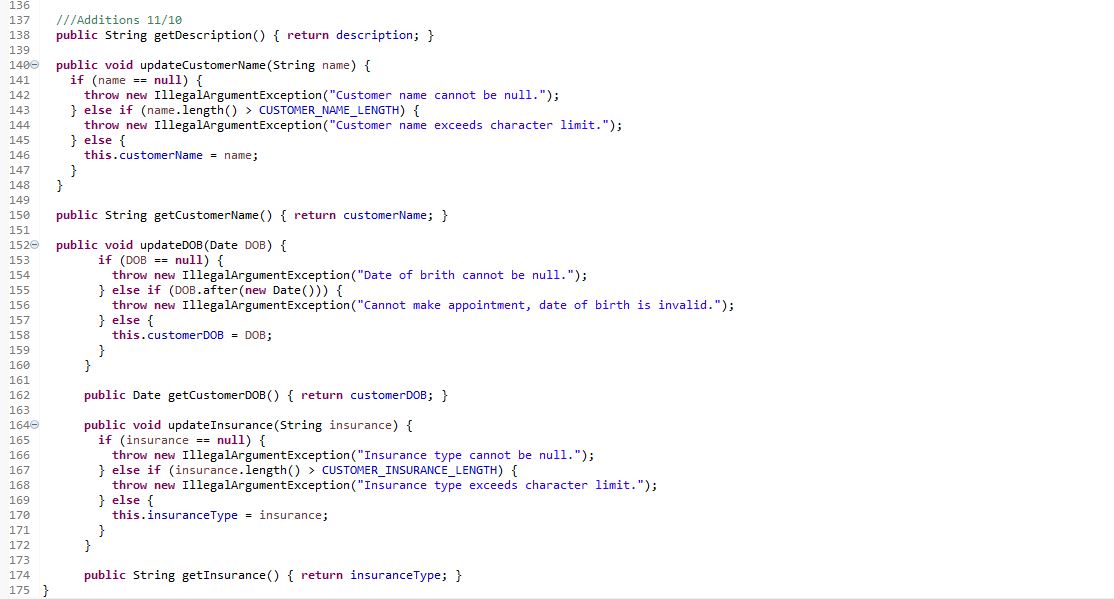 136
137 ///Additions 11/10
138 public String getDescription() { return description; }
139
140 public void updateCustomerName(String name) {
141 if (name == null) {
142 throw new IllegalArgumentException("Customer name cannot be null.");
143 } else if (name.length() > CUSTOMER_NAME_LENGTH) {
144 throw new IllegalArgumentException("Customer name exceeds character limit.");
145 } else {
146 this.customerName = name;
147 }
148 }
149
150 public String getCustomerName() { return customerName; }
151
152 public void updateDOB(Date DOB) {
153 if (DOB == null) {
154 throw new IllegalArgumentException("Date of brith cannot be null.");
155 } else if (DOB.after(new Date())) {
156 throw new IllegalArgumentException("Cannot make appointment, date of birth is invalid.");
157 } else {
158 this.customerDOB = DOB;
159 }
160 }
161
162 public Date getCustomerDOB() { return customerDOB; }
163
164 public void updateInsurance(String insurance) {
165 if (insurance == null) {
166 throw new IllegalArgumentException("Insurance type cannot be null.");
167 } else if (insurance.length() > CUSTOMER_INSURANCE_LENGTH) {
168 throw new IllegalArgumentException("Insurance type exceeds character limit.");
169 } else {
170 this.insuranceType = insurance;
171 }
172 }
173
174 public String getInsurance() { return insuranceType; }
175 }